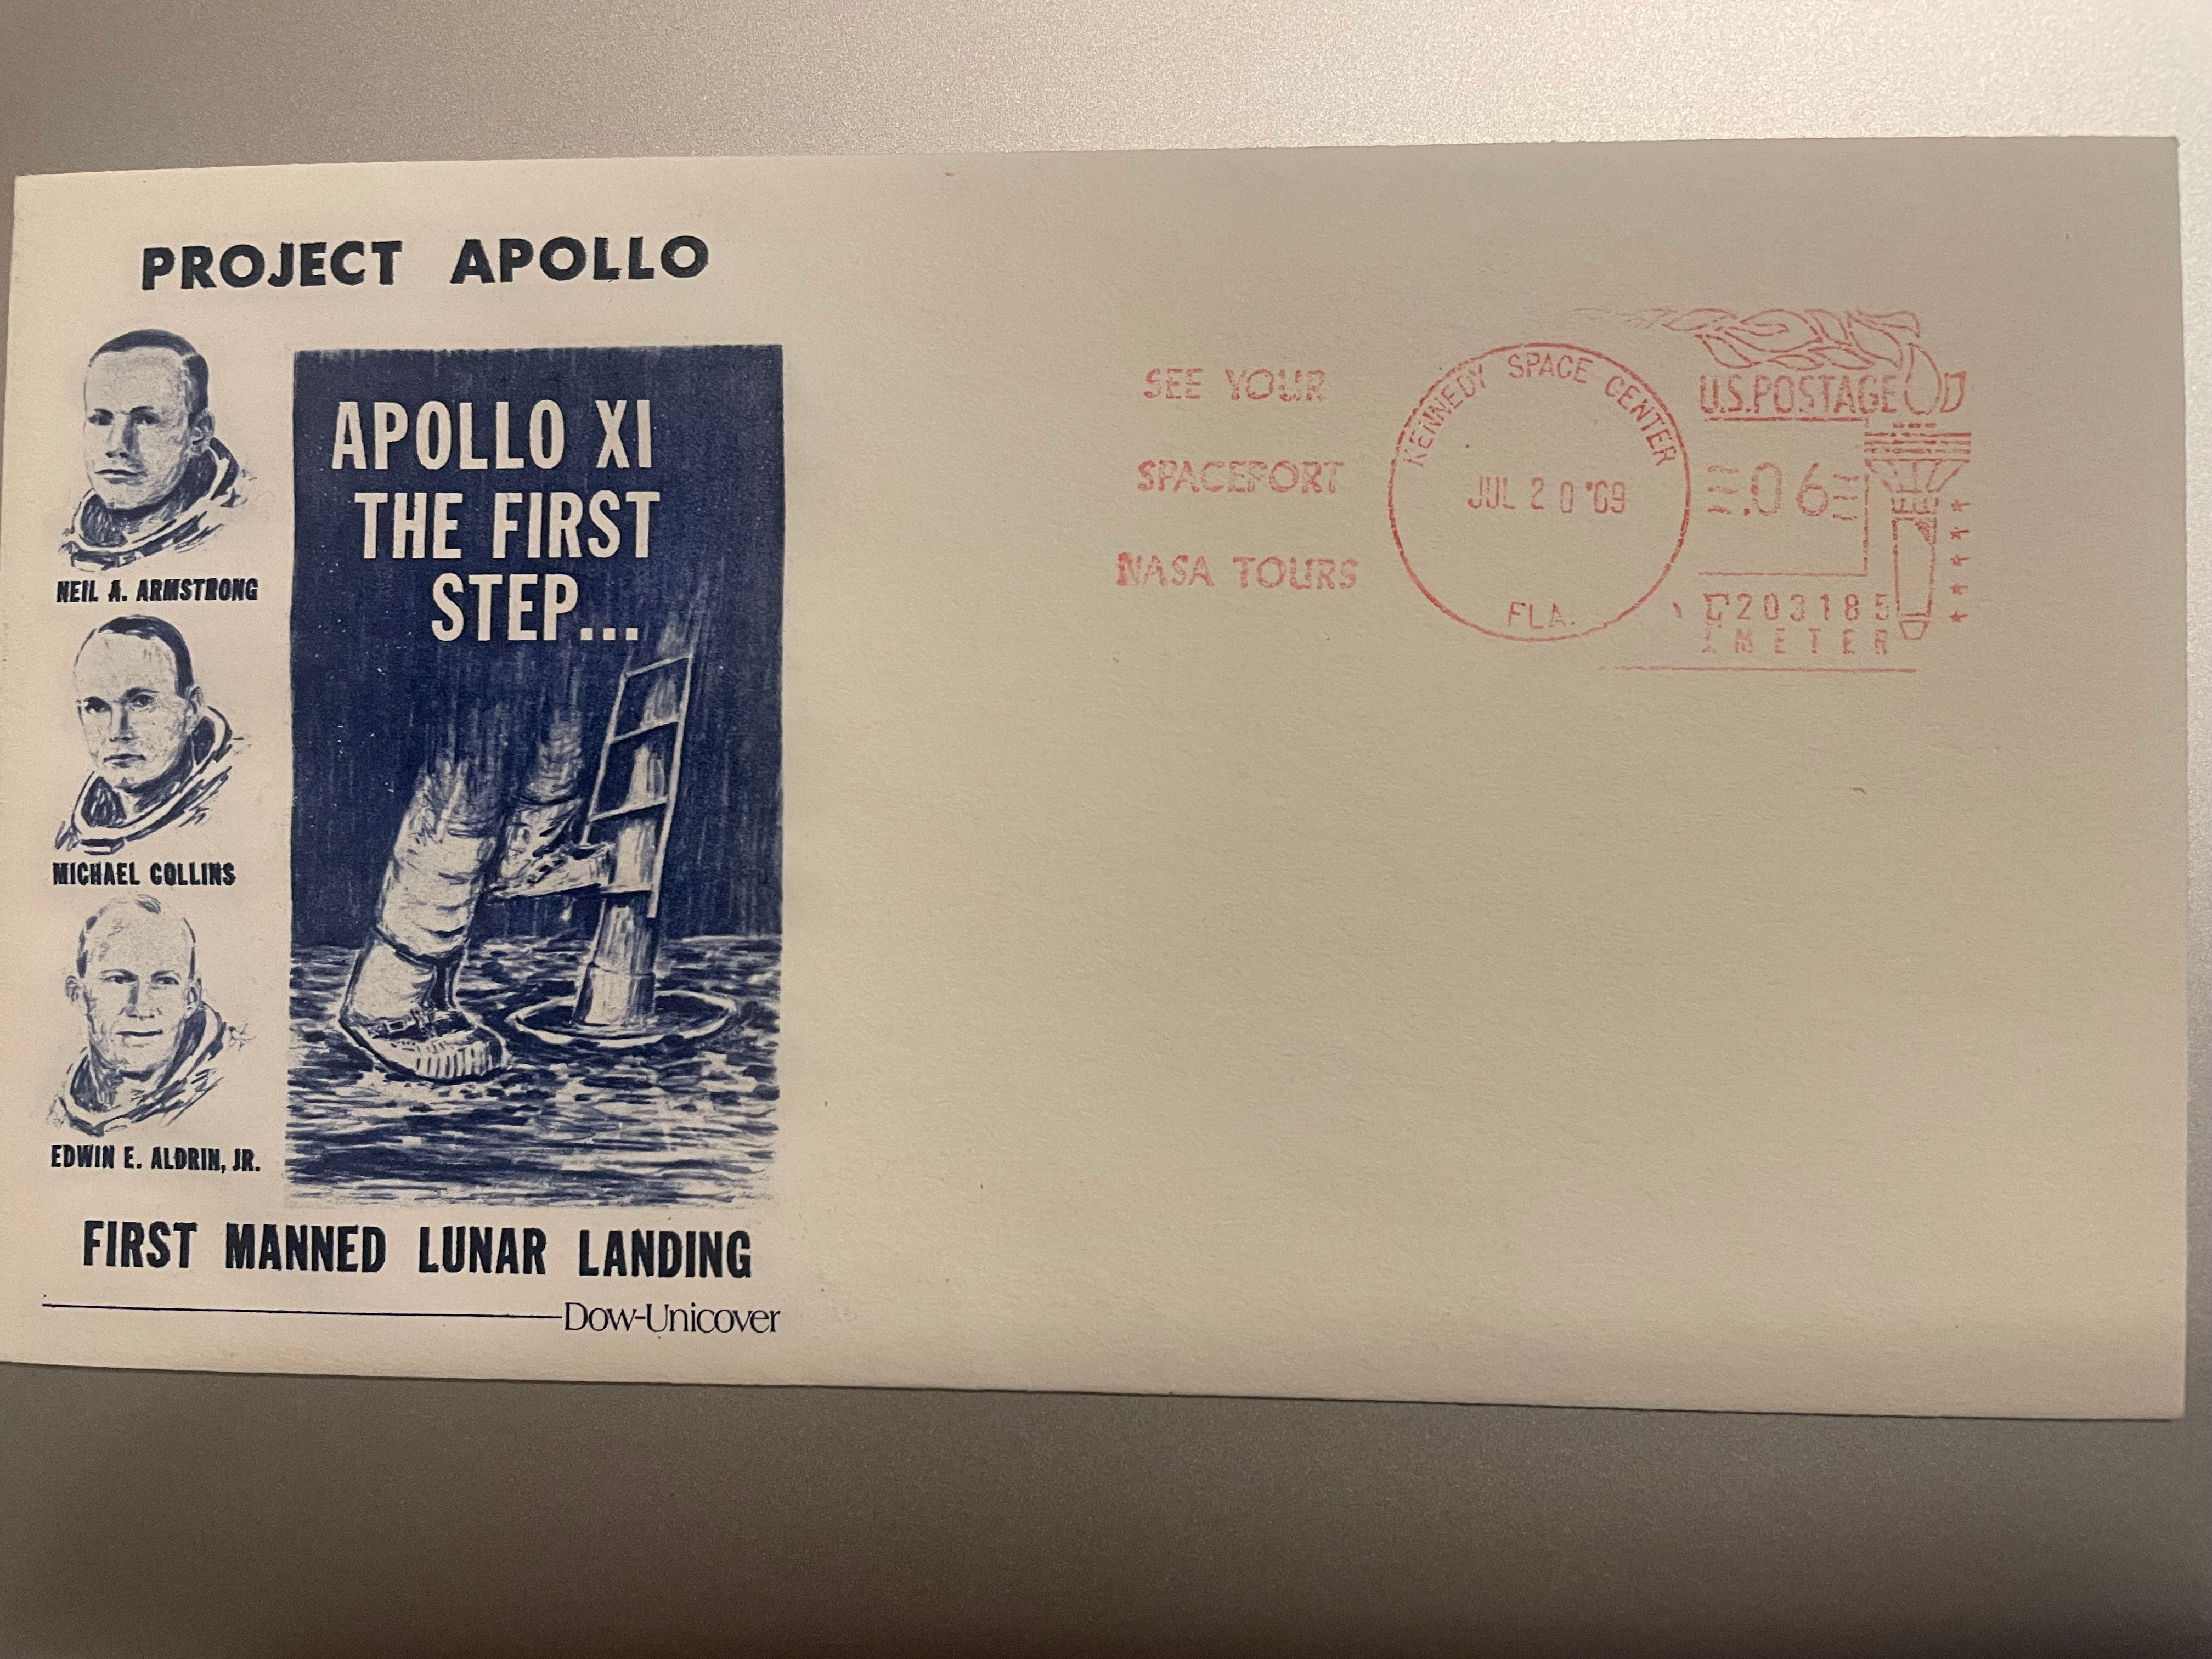 PROJECT APOLLO
NEIL A. ARMSTRONG
MICHAEL COLLINS
EDWIN E. ALDRIN, JR.
APOLLO XI
THE FIRST
STEP...
FIRST MANNED LUNAR LANDING
Dow-Unicover
SEE YOUR
SPACEPORT
NASA TOURS
KENNEDY SPACE CENTER
JUL 20 '69
FLA.
U.S.POSTAGE
.06
203185
METER